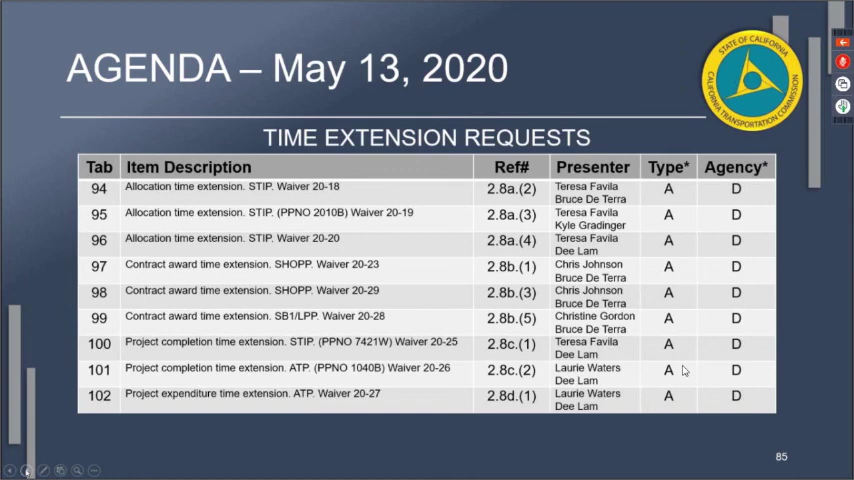 AGENDA – May 13, 2020
STATE OF CALIFORNIA
CALIFORNIA TRANSPORTATION COMMISSION
TIME EXTENSION REQUESTS
Tab Item Description Ref# Presenter Type* Agency*
94 Allocation time extension. STIP. Waiver 20-18 2.8a.(2) Teresa Favila A D
Bruce De Terra
95 Allocation time extension. STIP. (PPNO 2010B) Waiver 20-19 2.8a.(3) Teresa Favila A D
Kyle Gradinger
96 Allocation time extension. STIP. Waiver 20-20 2.8a.(4) Teresa Favila A D
Dee Lam
97 Contract award time extension. SHOPP. Waiver 20-23 2.8b.(1) Chris Johnson A D
Bruce De Terra
98 Contract award time extension. SHOPP. Waiver 20-29 2.8b.(3) Chris Johnson A D
Bruce De Terra
99 Contract award time extension. SB1/LPP. Waiver 20-28 2.8b.(5) Christine Gordon A D
Bruce De Terra
100 Project completion time extension. STIP. (PPNO 7421W) Waiver 20-25 2.8c.(1) Teresa Favila A D
Dee Lam
101 Project completion time extension. ATP. (PPNO 1040B) Waiver 20-26 2.8c.(2) Laurie Waters A D
Dee Lam
102 Project expenditure time extension. ATP. Waiver 20-27 2.8d.(1) Laurie Waters A D
Dee Lam
85